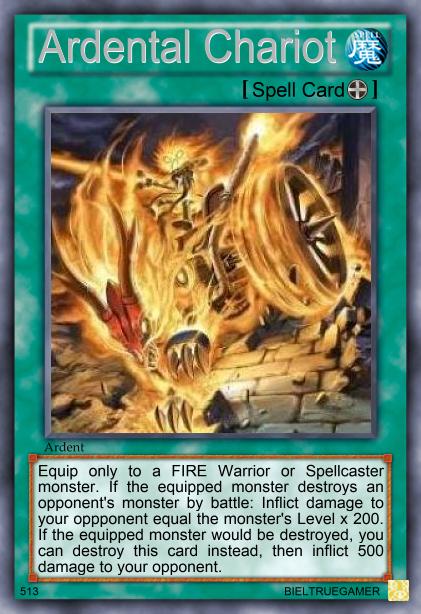 Ardental Chariot 魔
[ Spell Card ]
Ardent
Equip only to a FIRE Warrior or Spellcaster
monster. If the equipped monster destroys an
opponent's monster by battle: Inflict damage to
your oppponent equal the monster's Level x 200.
If the equipped monster would be destroyed, you
can destroy this card instead, then inflict 500
damage to your opponent.
513 BIELTRUEGAMER